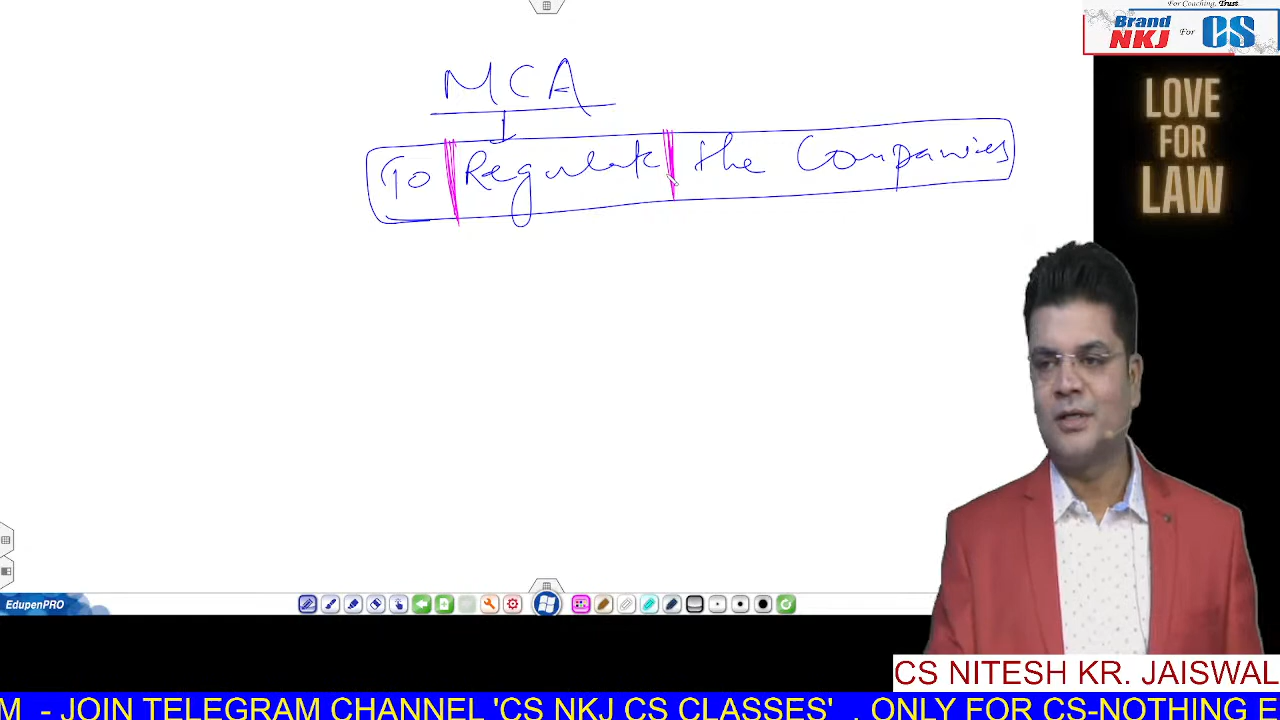 For Coaching, Trust
Brand NKJ For CS
LOVE
FOR
LAW
MCA
To Regulate the Companies
EdupenPRO
CS NITESH KR. JAISWAL
M - JOIN TELEGRAM CHANNEL 'CS NKJ CS CLASSES' . ONLY FOR CS-NOTHING E